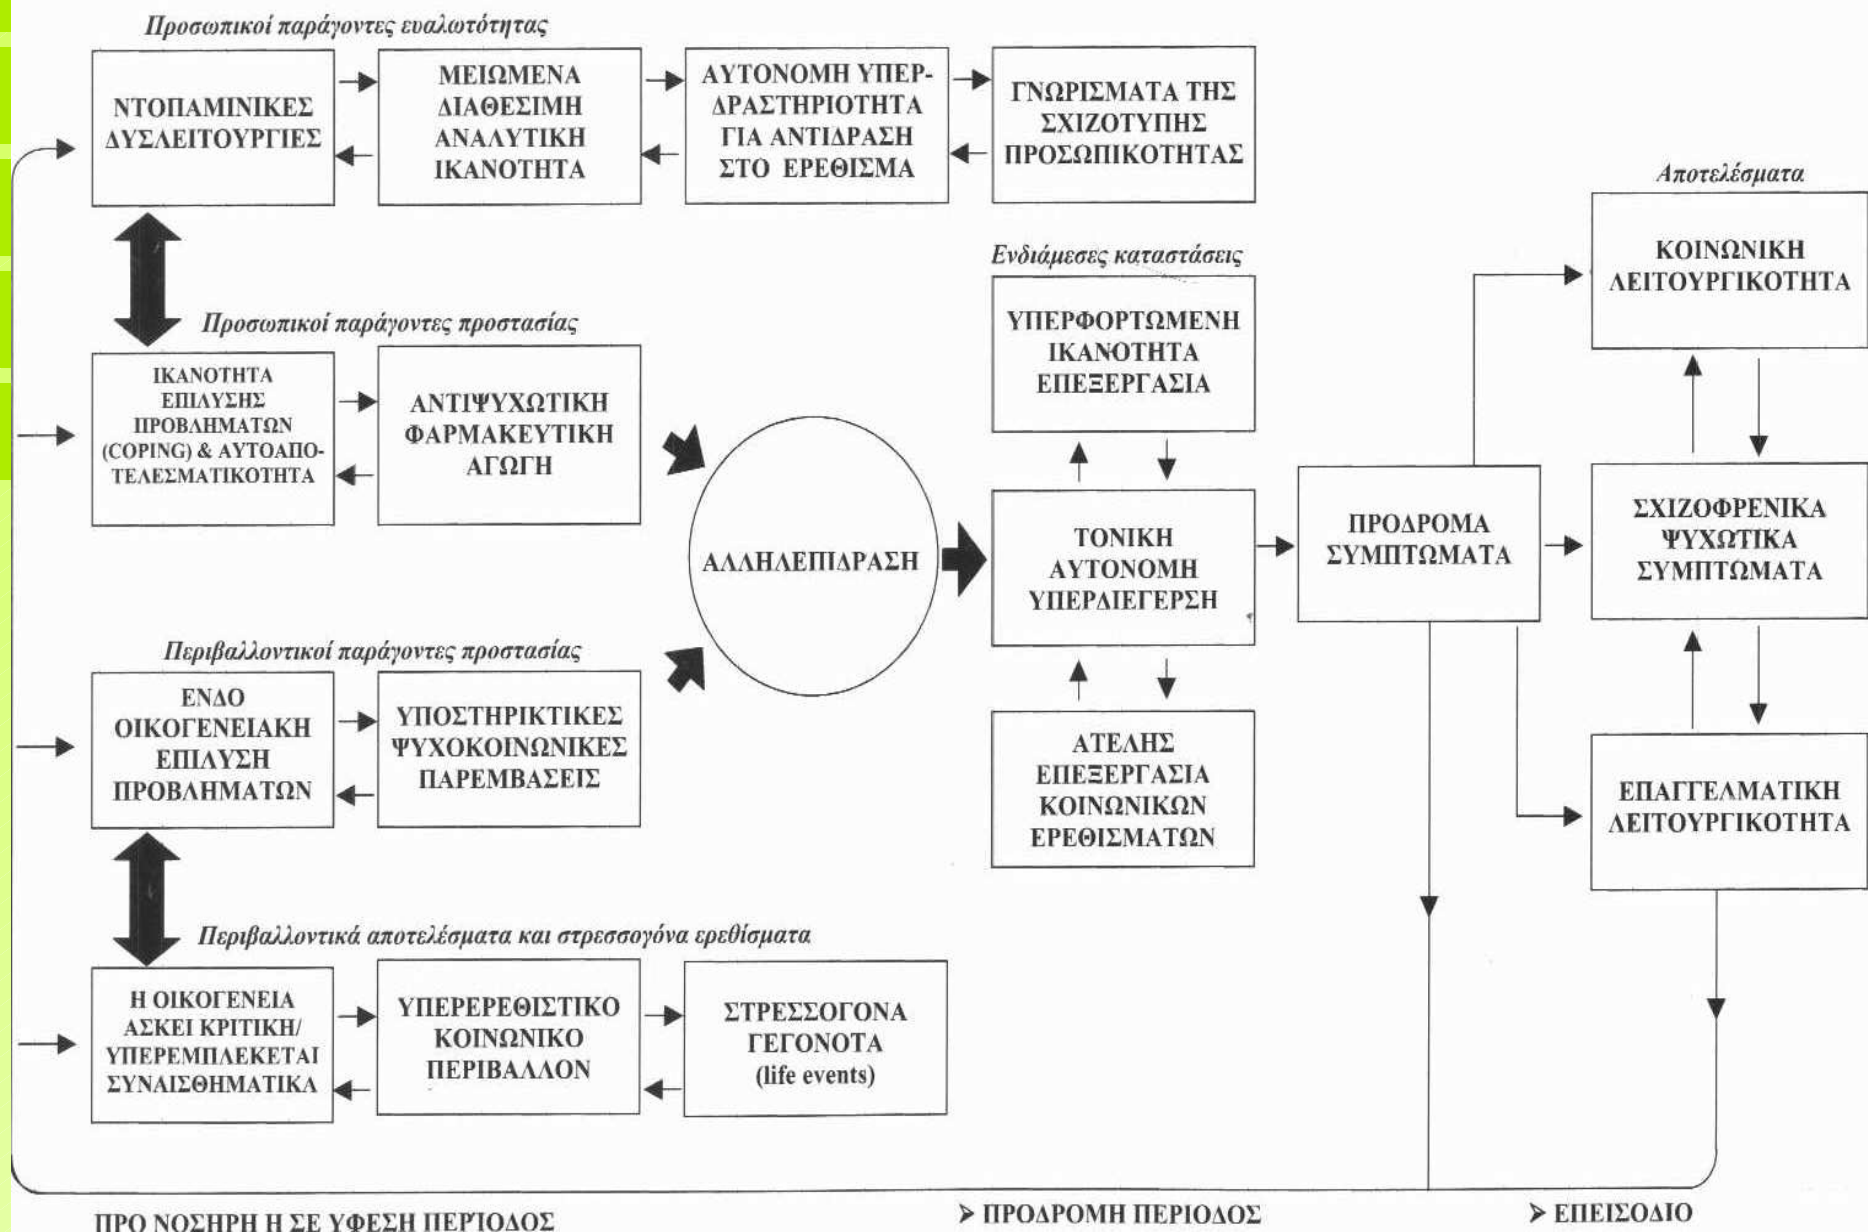 Προσωπικοί παράγοντες ευαλωτότητας
ΝΤΟΠΑΜΙΝΙΚΕΣ
ΔΥΣΛΕΙΤΟΥΡΓΙΕΣ
ΜΕΙΩΜΕΝΑ
ΔΙΑΘΕΣΙΜΗ
ΑΝΑΛΥΤΙΚΗ
ΙΚΑΝΟΤΗΤΑ
ΑΥΤΟΝΟΜΗ ΥΠΕΡ-
ΔΡΑΣΤΗΡΙΟΤΗΤΑ
ΓΙΑ ΑΝΤΙΔΡΑΣΗ
ΣΤΟ ΕΡΕΘΙΣΜΑ
ΓΝΩΡΙΣΜΑΤΑ ΤΗΣ
ΣΧΙΖΟΤΥΠΗΣ
ΠΡΟΣΩΠΙΚΟΤΗΤΑΣ
Προσωπικοί παράγοντες προστασίας
ΙΚΑΝΟΤΗΤΑ
ΕΠΙΛΥΣΗΣ
ΠΡΟΒΛΗΜΑΤΩΝ
(COPING) & ΑΥΤΟΑΠΟ-
ΤΕΛΕΣΜΑΤΙΚΟΤΗΤΑ
ΑΝΤΙΨΥΧΩΤΙΚΗ
ΦΑΡΜΑΚΕΥΤΙΚΗ
ΑΓΩΓΗ
Περιβαλλοντικοί παράγοντες προστασίας
ΕΝΔΟ
ΟΙΚΟΓΕΝΕΙΑΚΗ
ΕΠΙΛΥΣΗ
ΠΡΟΒΛΗΜΑΤΩΝ
ΥΠΟΣΤΗΡΙΚΤΙΚΕΣ
ΨΥΧΟΚΟΙΝΩΝΙΚΕΣ
ΠΑΡΕΜΒΑΣΕΙΣ
Περιβαλλοντικά αποτελέσματα και στρεσσογόνα ερεθίσματα
Η ΟΙΚΟΓΕΝΕΙΑ
ΑΣΚΕΙ ΚΡΙΤΙΚΗ/
ΥΠΕΡΕΜΠΛΕΚΕΤΑΙ
ΣΥΝΑΙΣΘΗΜΑΤΙΚΑ
ΥΠΕΡΕΡΕΘΙΣΤΙΚΟ
ΚΟΙΝΩΝΙΚΟ
ΠΕΡΙΒΑΛΛΟΝ
ΣΤΡΕΣΣΟΓΟΝΑ
ΓΕΓΟΝΟΤΑ
(life events)
ΑΛΛΗΛΕΠΙΔΡΑΣΗ
Ενδιάμεσες καταστάσεις
ΥΠΕΡΦΟΡΤΩΜΕΝΗ
ΙΚΑΝΟΤΗΤΑ
ΕΠΕΞΕΡΓΑΣΙΑ
ΤΟΝΙΚΗ
ΑΥΤΟΝΟΜΗ
ΥΠΕΡΔΙΕΓΕΡΣΗ
ΑΤΕΛΗΣ
ΕΠΕΞΕΡΓΑΣΙΑ
ΚΟΙΝΩΝΙΚΩΝ
ΕΡΕΘΙΣΜΑΤΩΝ
ΠΡΟΔΡΟΜΑ
ΣΥΜΠΤΩΜΑΤΑ
Αποτελέσματα
ΚΟΙΝΩΝΙΚΗ
ΛΕΙΤΟΥΡΓΙΚΟΤΗΤΑ
ΣΧΙΖΟΦΡΕΝΙΚΑ
ΨΥΧΩΤΙΚΑ
ΣΥΜΠΤΩΜΑΤΑ
ΕΠΑΓΓΕΛΜΑΤΙΚΗ
ΛΕΙΤΟΥΡΓΙΚΟΤΗΤΑ
ΠΡΟ ΝΟΣΗΡΗ Η ΣΕ ΥΦΕΣΗ ΠΕΡΙΟΔΟΣ
➢ ΠΡΟΔΡΟΜΗ ΠΕΡΙΟΔΟΣ
➢ ΕΠΕΙΣΟΔΙΟ